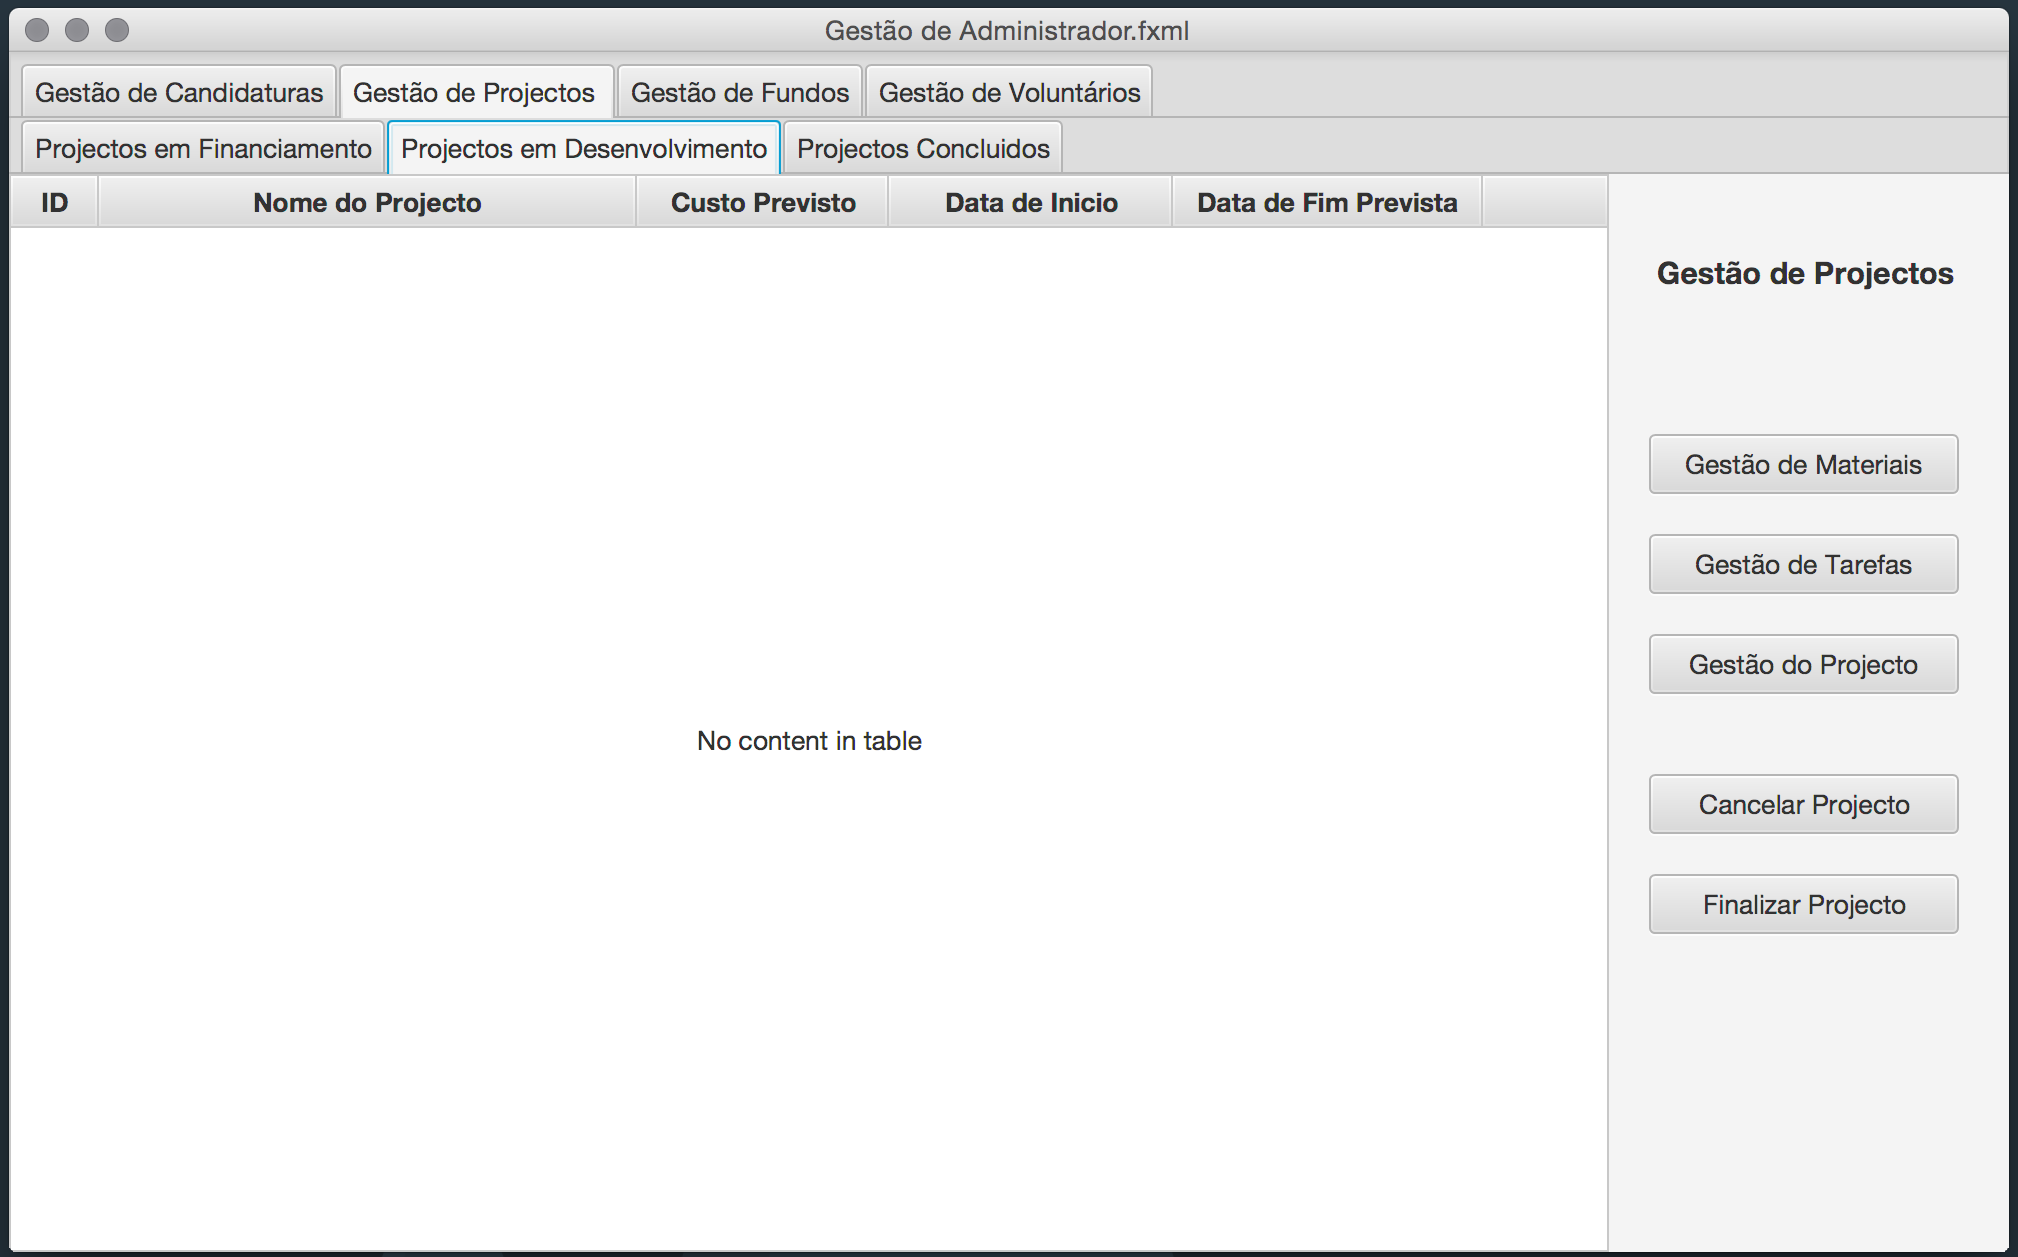 Gestão de Administrador.fxml
Gestão de Candidaturas Gestão de Projectos Gestão de Fundos Gestão de Voluntários
Projectos em Financiamento Projectos em Desenvolvimento Projectos Concluidos
ID Nome do Projecto Custo Previsto Data de Inicio Data de Fim Prevista
No content in table
Gestão de Projectos
Gestão de Materiais
Gestão de Tarefas
Gestão do Projecto
Cancelar Projecto
Finalizar Projecto